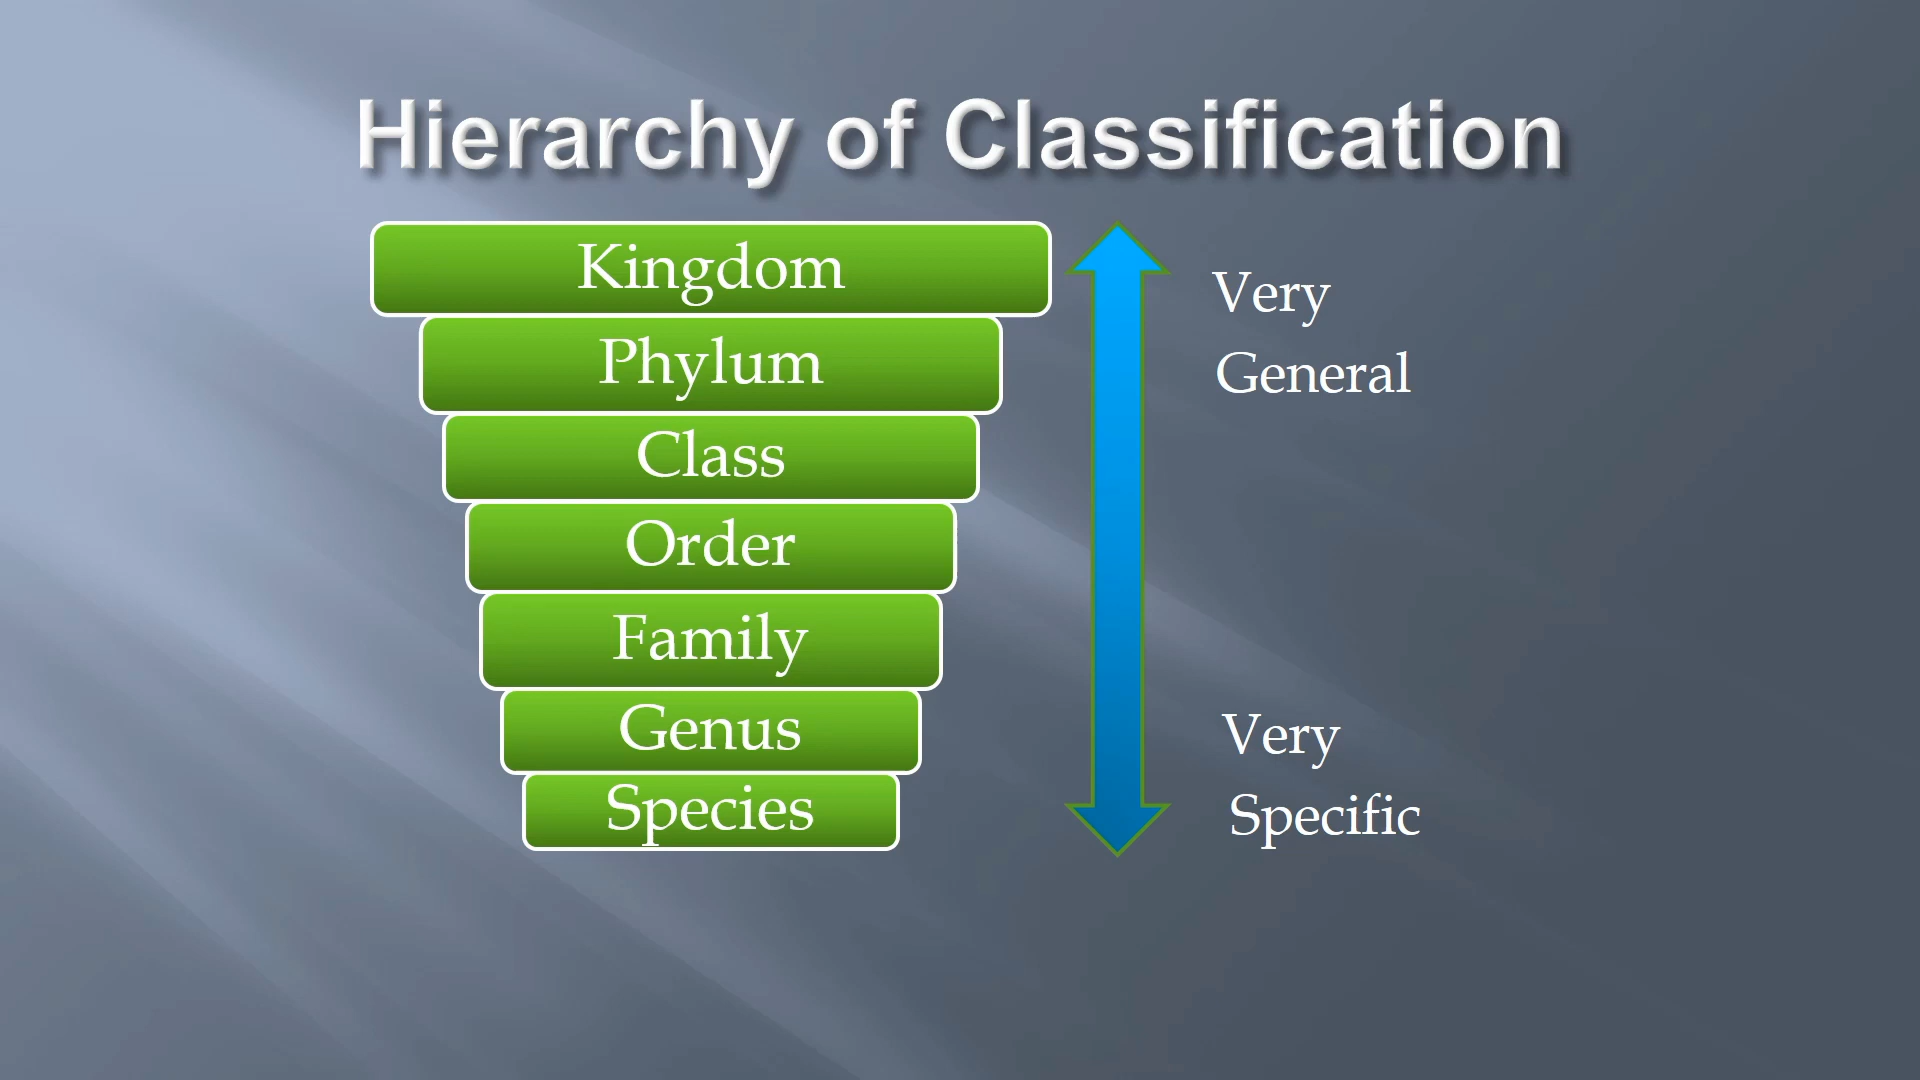 Hierarchy of Classification
Kingdom
Phylum
Class
Order
Family
Genus
Species
Very
General
Very
Specific